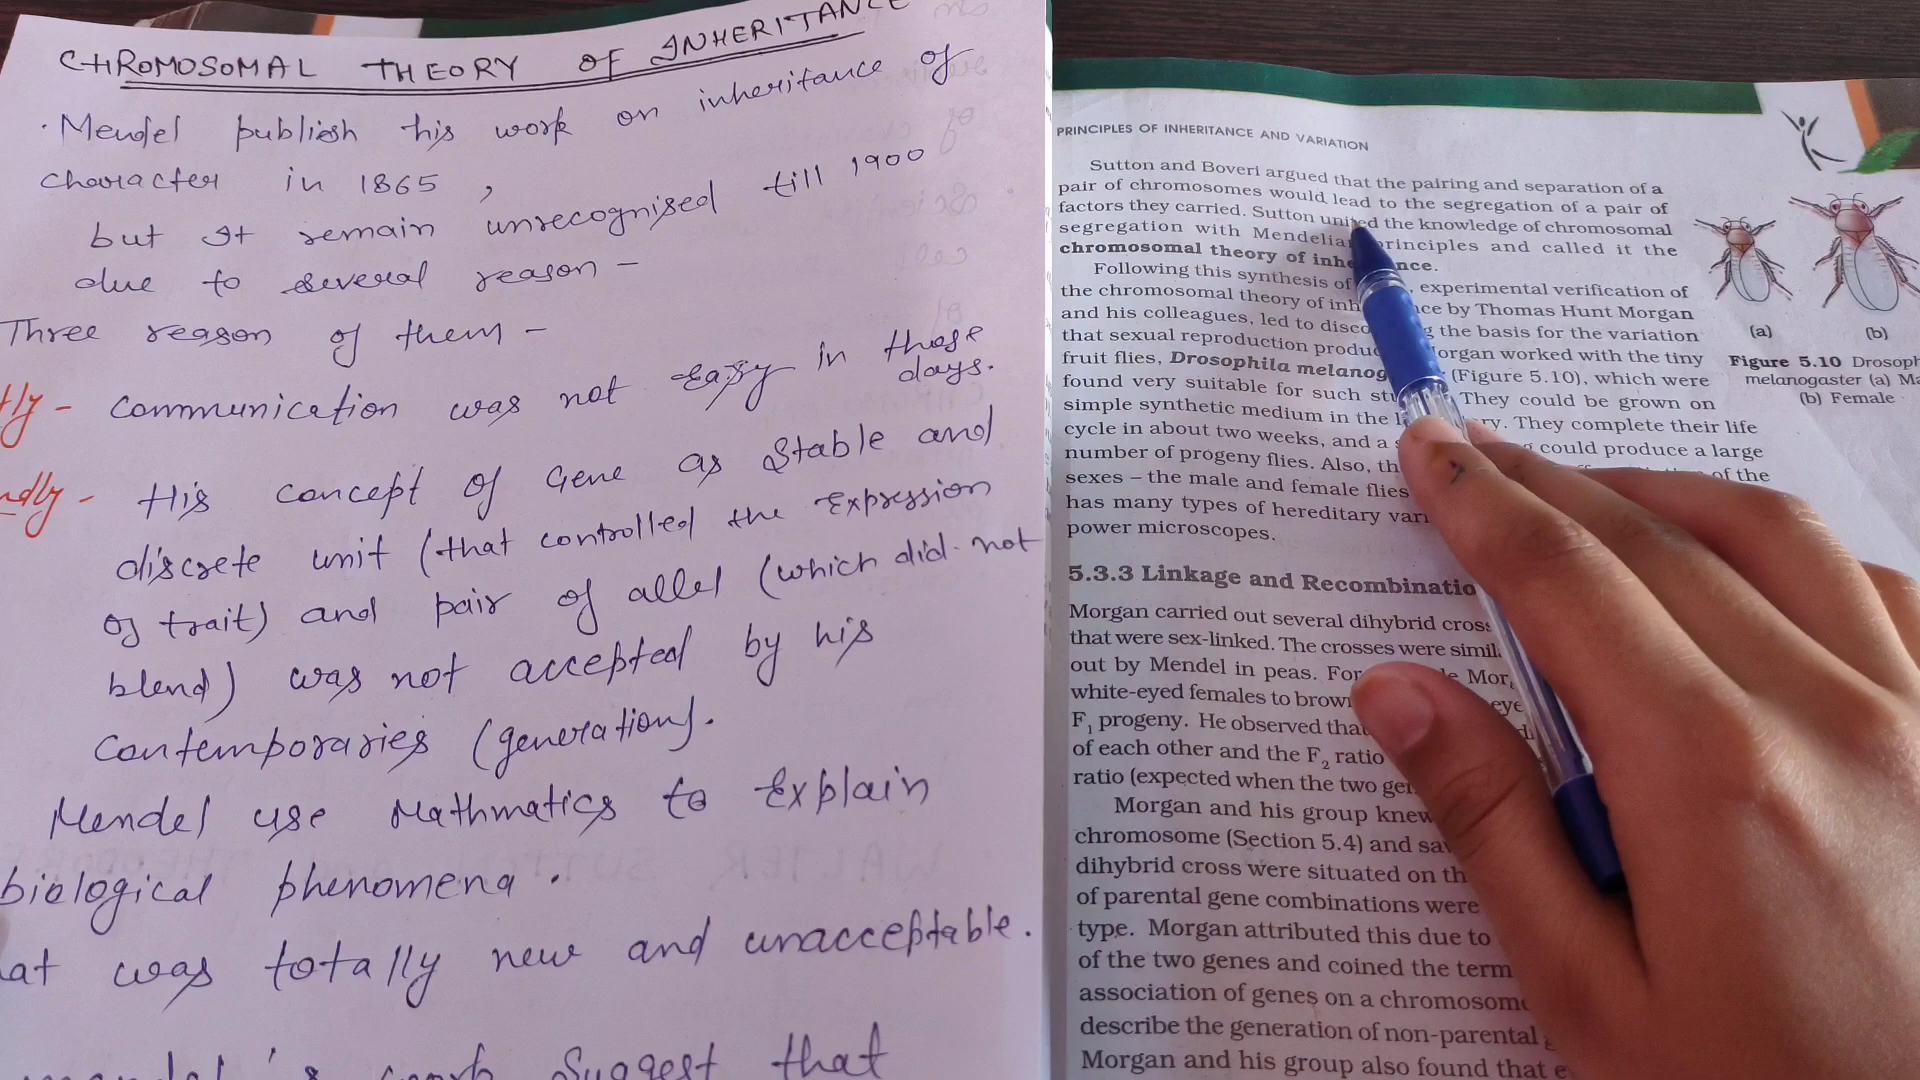 CHROMOSOMAL THEORY OF INHERITANCE
· Mendel publish his work on inheritance of
character in 1865 ,
but It remain unrecognised till 1900
due to several reason –
Three reason of them –
tly – Communication was not easy in those
days.
ndly – His concept of Gene as Stable and
discrete unit (that controlled the Expression
of trait) and pair of allel (which did not
blend) was not accepted by his
Contemporaries (generation).
Mendel use Mathmatics to Explain
biological phenomena .
at was totally new and unacceptable.
Suggest that
PRINCIPLES OF INHERITANCE AND VARIATION
Sutton and Boveri argued that the pairing and separation of a
pair of chromosomes would lead to the segregation of a pair of
factors they carried. Sutton united the knowledge of chromosomal
segregation with Mendelian principles and called it the
chromosomal theory of inhe nce.
Following this synthesis of , experimental verification of
the chromosomal theory of inh ce by Thomas Hunt Morgan
and his colleagues, led to disco g the basis for the variation
that sexual reproduction produ organ worked with the tiny
fruit flies, Drosophila melanog (Figure 5.10), which were
found very suitable for such st They could be grown on
simple synthetic medium in the l ry. They complete their life
cycle in about two weeks, and a s could produce a large
number of progeny flies. Also, th of the
sexes – the male and female flies
has many types of hereditary vari
power microscopes.
(a)
(b)
Figure 5.10 Drosoph
melanogaster (a) Ma
(b) Female
5.3.3 Linkage and Recombinatio
Morgan carried out several dihybrid cross
that were sex-linked. The crosses were simil
out by Mendel in peas. For Mor
white-eyed females to brow eye
F1 progeny. He observed that
of each other and the F2 ratio
ratio (expected when the two gen
Morgan and his group knew
chromosome (Section 5.4) and sa
dihybrid cross were situated on th
of parental gene combinations were
type. Morgan attributed this due to
of the two genes and coined the term
association of genes on a chromosom
describe the generation of non-parental
Morgan and his group also found that e